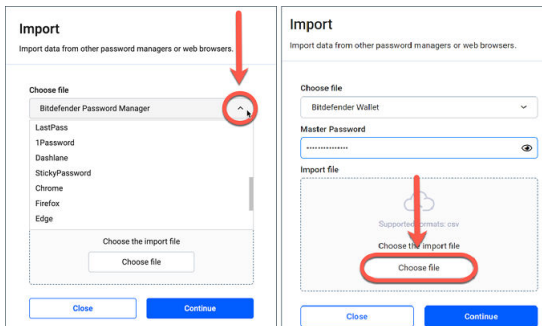 Import
Import data from other password managers or web browsers.
Choose file
Bitdefender Password Manager
LastPass
1Password
Dashlane
StickyPassword
Chrome
Firefox
Edge
Choose the import file
Choose file
Close
Continue
Import
Import data from other password managers or web browsers.
Choose file
Bitdefender Wallet
Master Password
Import file
Supported formats: csv
Choose the import file
Choose file
Close
Continue